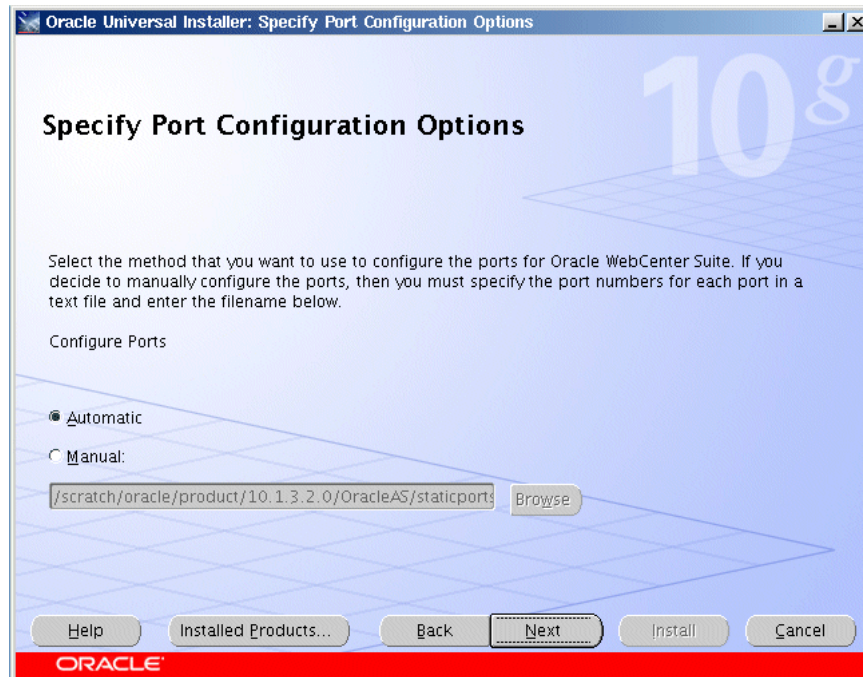 Oracle Universal Installer: Specify Port Configuration Options
10g
Specify Port Configuration Options
Select the method that you want to use to configure the ports for Oracle WebCenter Suite. If you
decide to manually configure the ports, then you must specify the port numbers for each port in a
text file and enter the filename below.
Configure Ports
Automatic
Manual:
/scratch/oracle/product/10.1.3.2.0/OracleAS/staticports
Browse
Help
Installed Products...
Back
Next
Install
Cancel
ORACLE